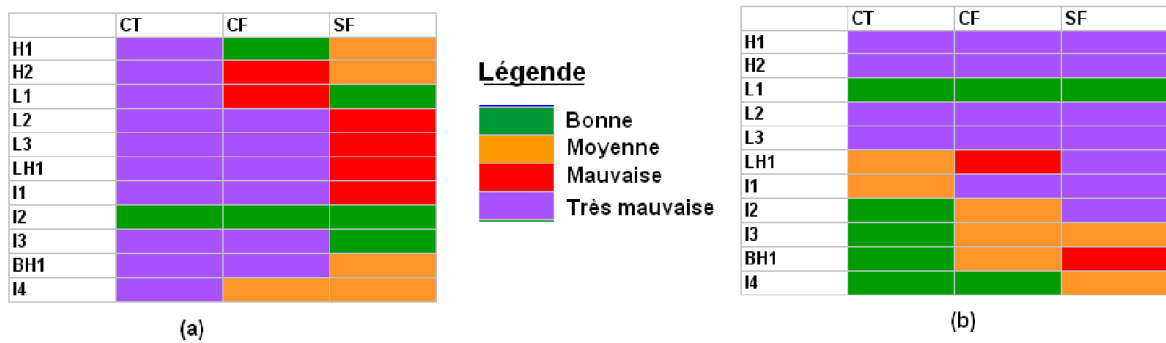 CT CF SF
H1
H2
L1
L2
L3
LH1
I1
I2
I3
BH1
I4
(a)
Légende
Bonne
Moyenne
Mauvaise
Très mauvaise
CT CF SF
H1
H2
L1
L2
L3
LH1
I1
I2
I3
BH1
I4
(b)